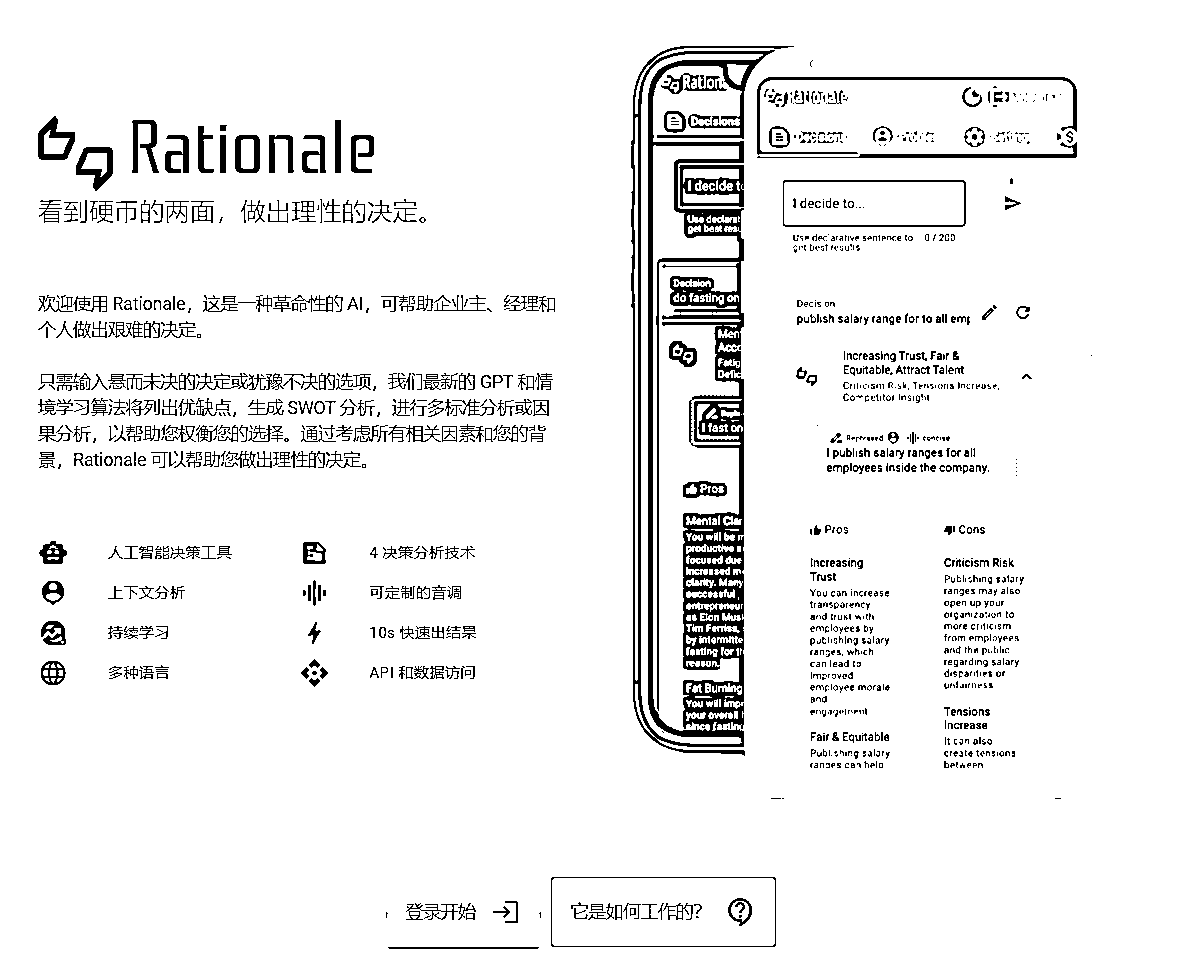 Rationale
看到硬币的两面，做出理性的决定。
欢迎使用 Rationale，这是一种革命性的 AI，可帮助企业主、经理和
个人做出艰难的决定。
只需输入悬而未决的决定或犹豫不决的选项，我们最新的 GPT 和情
境学习算法将列出优缺点，生成 SWOT 分析，进行多标准分析或因
果分析，以帮助您权衡您的选择。通过考虑所有相关因素和您的背
景，Rationale 可以帮助您做出理性的决定。
人工智能决策工具
4 决策分析技术
上下文分析
可定制的音调
持续学习
10s 快速出结果
多种语言
API 和数据访问
Decisions
I decide to
Use declara
get best resu
Decision
do fasting on
Men
Acco
Fatig
Defic
I fast on
Pros
Mental Clar
You will be m
productive a
focused due
increased m
clarity. Many
successful
entrepreneur
as Elon Musk
Tim Ferriss,
by intermitte
fasting for th
reason.
Fat Burning
You will imp
your overall h
since fasting
Rationale
I decide to...
Use declarative sentence to 0 / 200
get best results
Decision
publish salary range for to all emp
Increasing Trust, Fair &
Equitable, Attract Talent
Criticism Risk, Tensions Increase,
Competitor Insight
Rephrased concise
I publish salary ranges for all
employees inside the company.
Pros
Increasing
Trust
You can increase
transparency
and trust with
employees by
publishing salary
ranges, which
can lead to
improved
employee morale
and
engagement
Fair & Equitable
Publishing salary
ranges can help
Cons
Criticism Risk
Publishing salary
ranges may also
open up your
organization to
more criticism
from employees
and the public
regarding salary
disparities or
unfairness
Tensions
Increase
It can also
create tensions
between
登录开始
它是如何工作的?